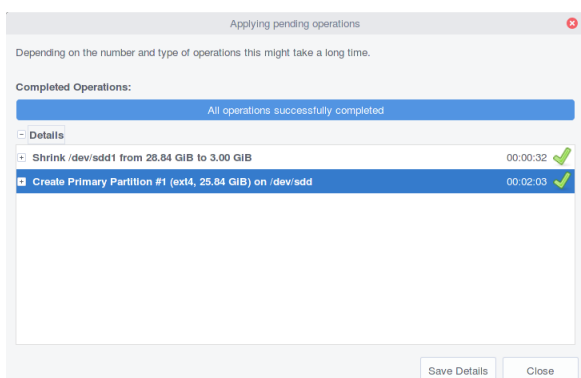 Applying pending operations
Depending on the number and type of operations this might take a long time.
Completed Operations:
All operations successfully completed
Details
Shrink /dev/sdd1 from 28.84 GiB to 3.00 GiB 00:00:32
Create Primary Partition #1 (ext4, 25.84 GiB) on /dev/sdd 00:02:03
Save Details Close